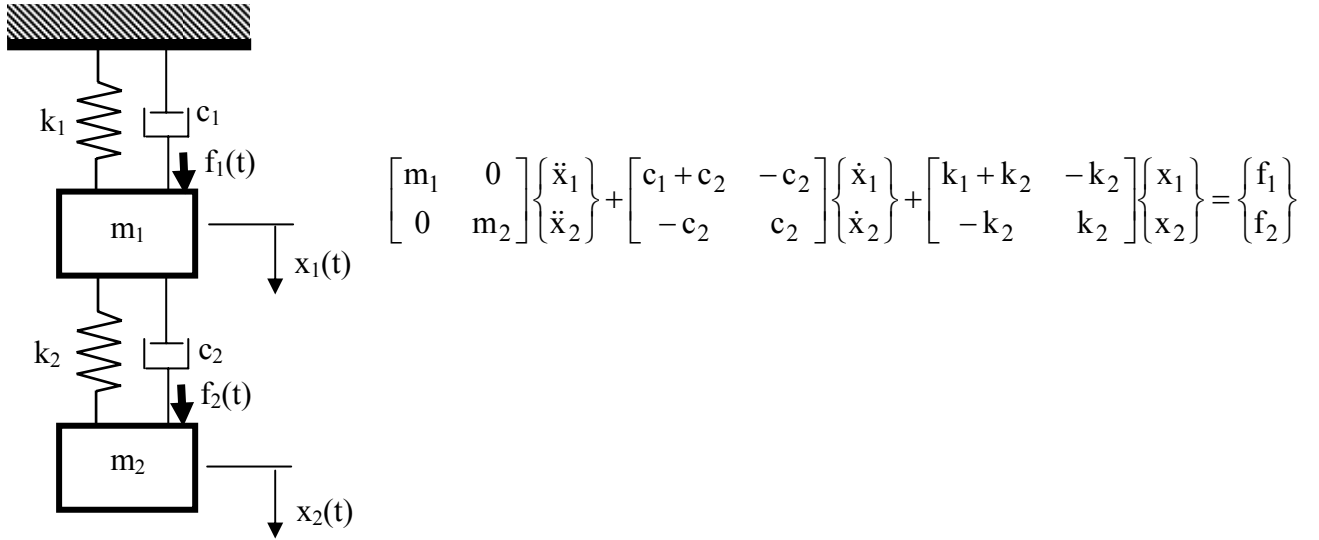 k₁
c₁
f₁(t)
m₁
x₁(t)
k₂
c₂
f₂(t)
m₂
x₂(t)
[m₁ 0; 0 m₂]{ẍ₁; ẍ₂}+[c₁+c₂ −c₂; −c₂ c₂]{ẋ₁; ẋ₂}+[k₁+k₂ −k₂; −k₂ k₂]{x₁; x₂}={f₁; f₂}